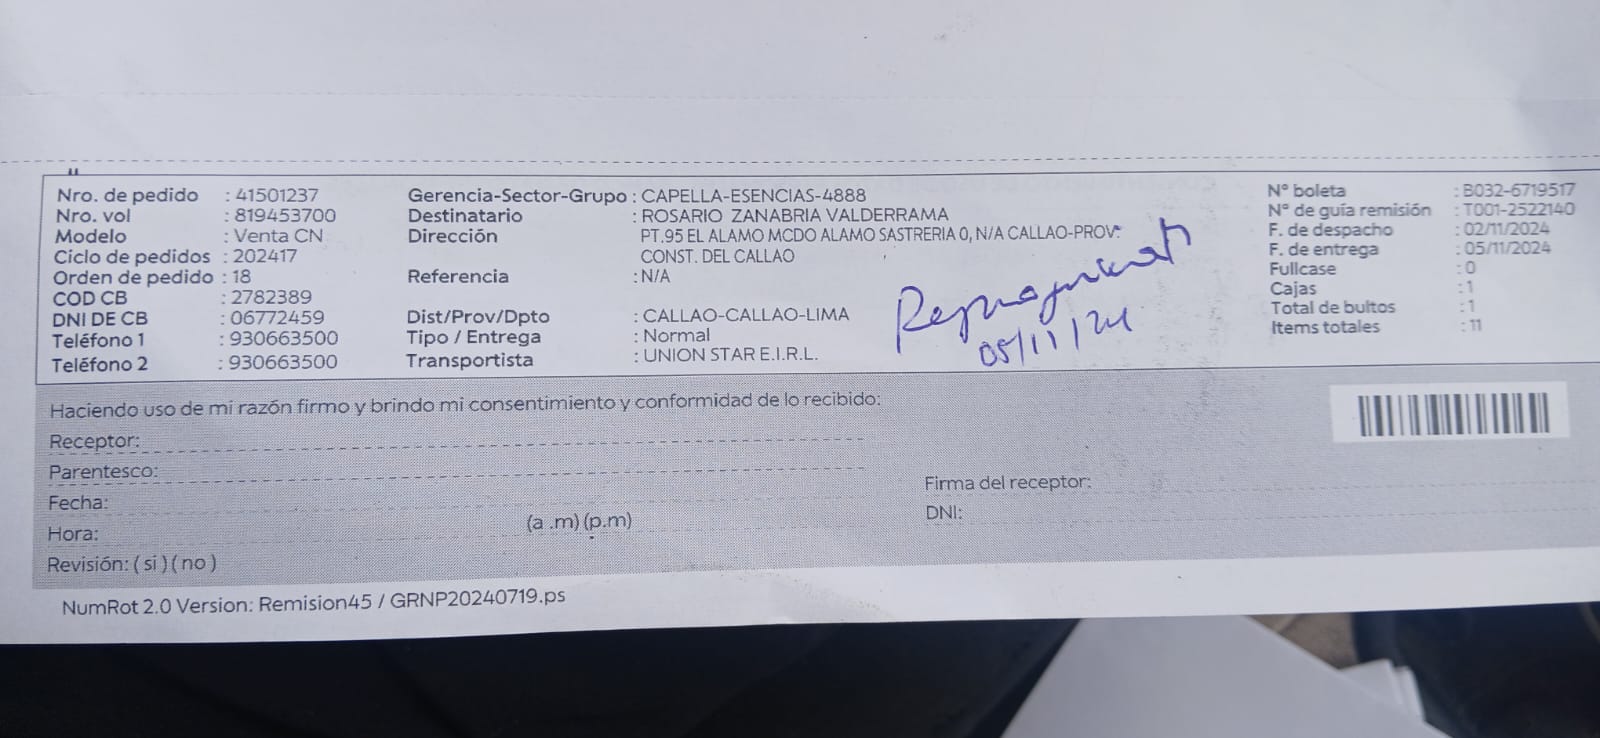 Nro. de pedido : 41501237
Nro. vol : 819453700
Modelo : Venta CN
Ciclo de pedidos : 202417
Orden de pedido : 18
COD CB : 2782389
DNI DE CB : 06772459
Teléfono 1 : 930663500
Teléfono 2 : 930663500
Gerencia-Sector-Grupo : CAPELLA-ESENCIAS-4888
Destinatario : ROSARIO ZANABRIA VALDERRAMA
Dirección : PT.95 EL ALAMO MCDO ALAMO SASTRERIA 0, N/A CALLAO-PROV.
CONST. DEL CALLAO
Referencia : N/A
Dist/Prov/Dpto : CALLAO-CALLAO-LIMA
Tipo / Entrega : Normal
Transportista : UNION STAR E.I.R.L.
05/11/24
N° boleta : B032-6719517
N° de guía remisión : T001-2522140
F. de despacho : 02/11/2024
F. de entrega : 05/11/2024
Fullcase : 0
Cajas : 1
Total de bultos : 1
Items totales : 11
Haciendo uso de mi razón firmo y brindo mi consentimiento y conformidad de lo recibido:
Receptor:
Parentesco:
Fecha:
Hora: (a .m) (p.m)
Revisión: ( si ) ( no )
Firma del receptor:
DNI:
NumRot 2.0 Version: Remision45 / GRNP20240719.ps